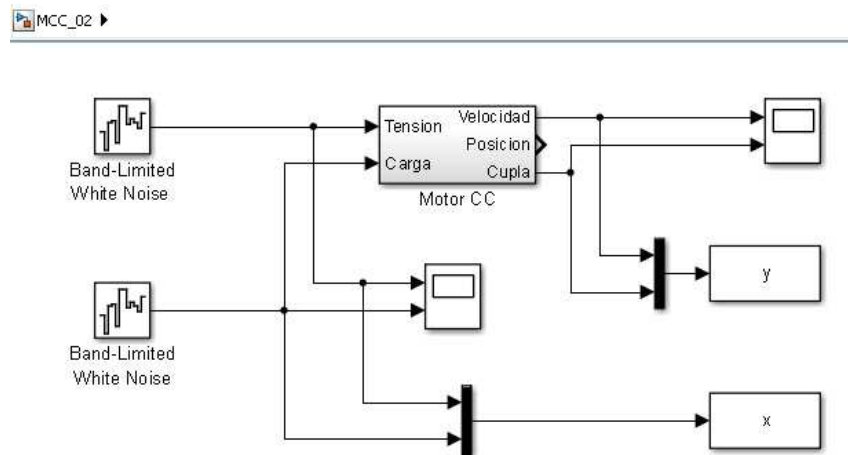 MCC_02
Tension
Velocidad
Posicion
Carga
Cupla
Motor CC
Band-Limited
White Noise
y
Band-Limited
White Noise
x